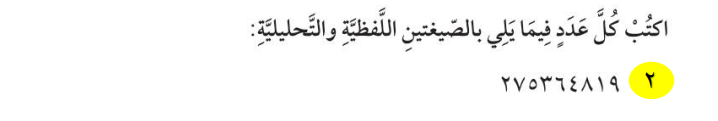 اكتُبْ كُلَّ عَدَدٍ فِيمَا يَلِي بالصّيغتينِ اللَّفظيَّةِ والتَّحليليَّةِ:
٢ ٢٧٥٣٦٤٨١٩